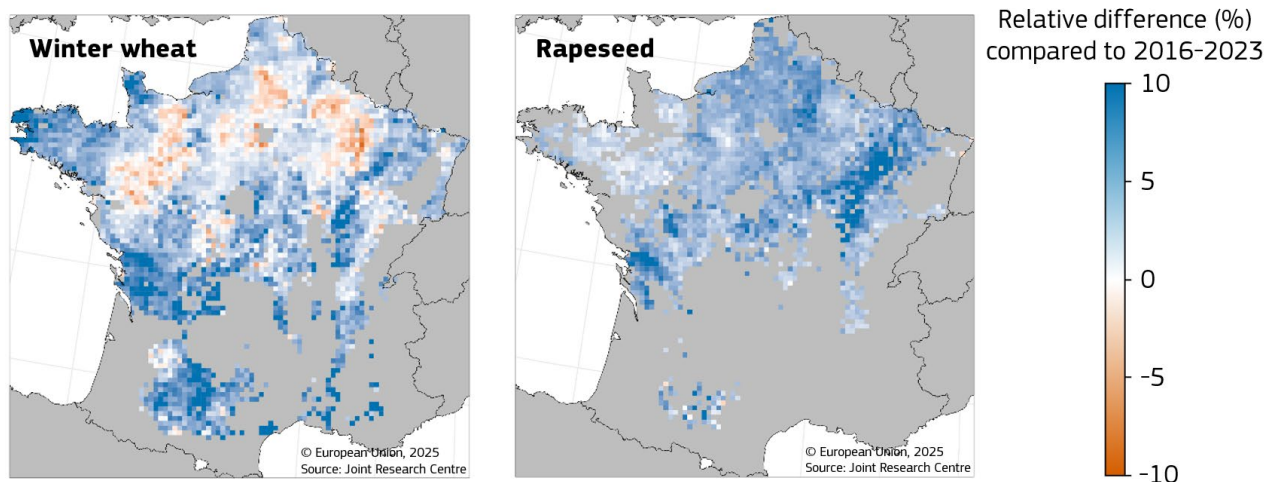 Winter wheat
© European Union, 2025
Source: Joint Research Centre
Rapeseed
© European Union, 2025
Source: Joint Research Centre
Relative difference (%)
compared to 2016-2023
10
5
0
-5
-10